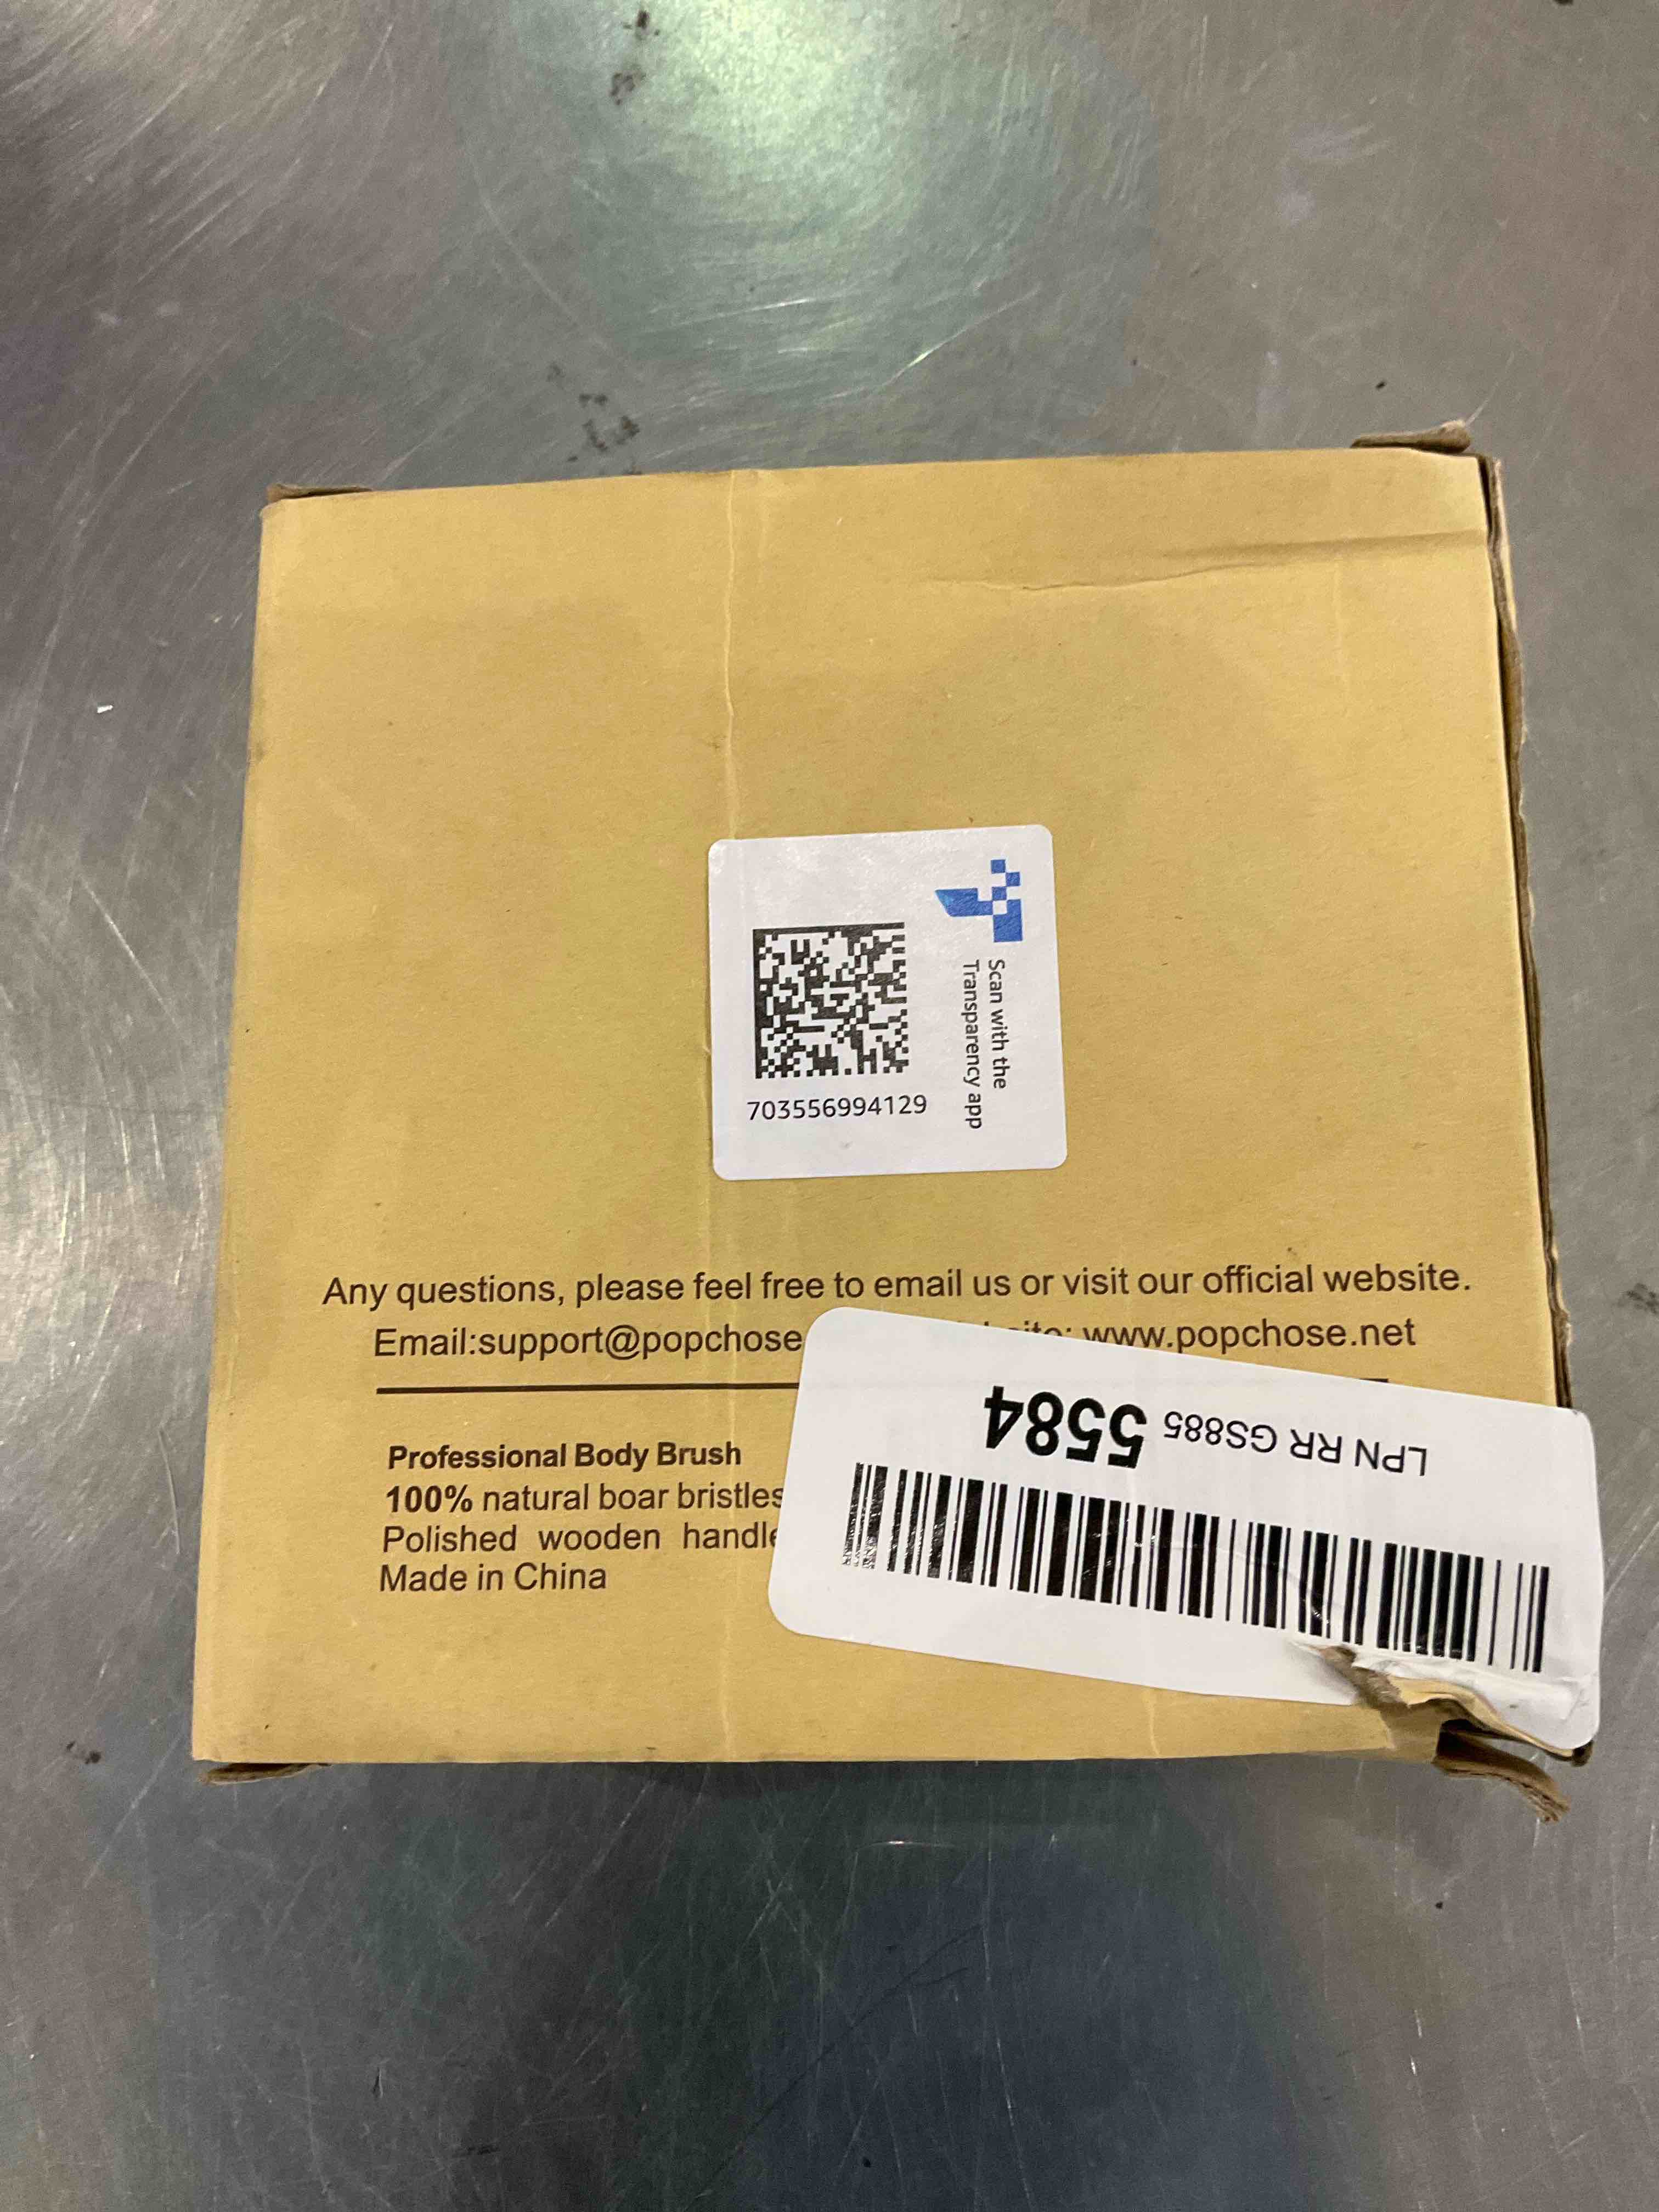 Scan with the
Transparency app
703556994129
Any questions, please feel free to email us or visit our official website.
Email:support@popchose www.popchose.net
Professional Body Brush
100% natural boar bristles
Polished wooden handle
Made in China
LPN RR GS885 5584